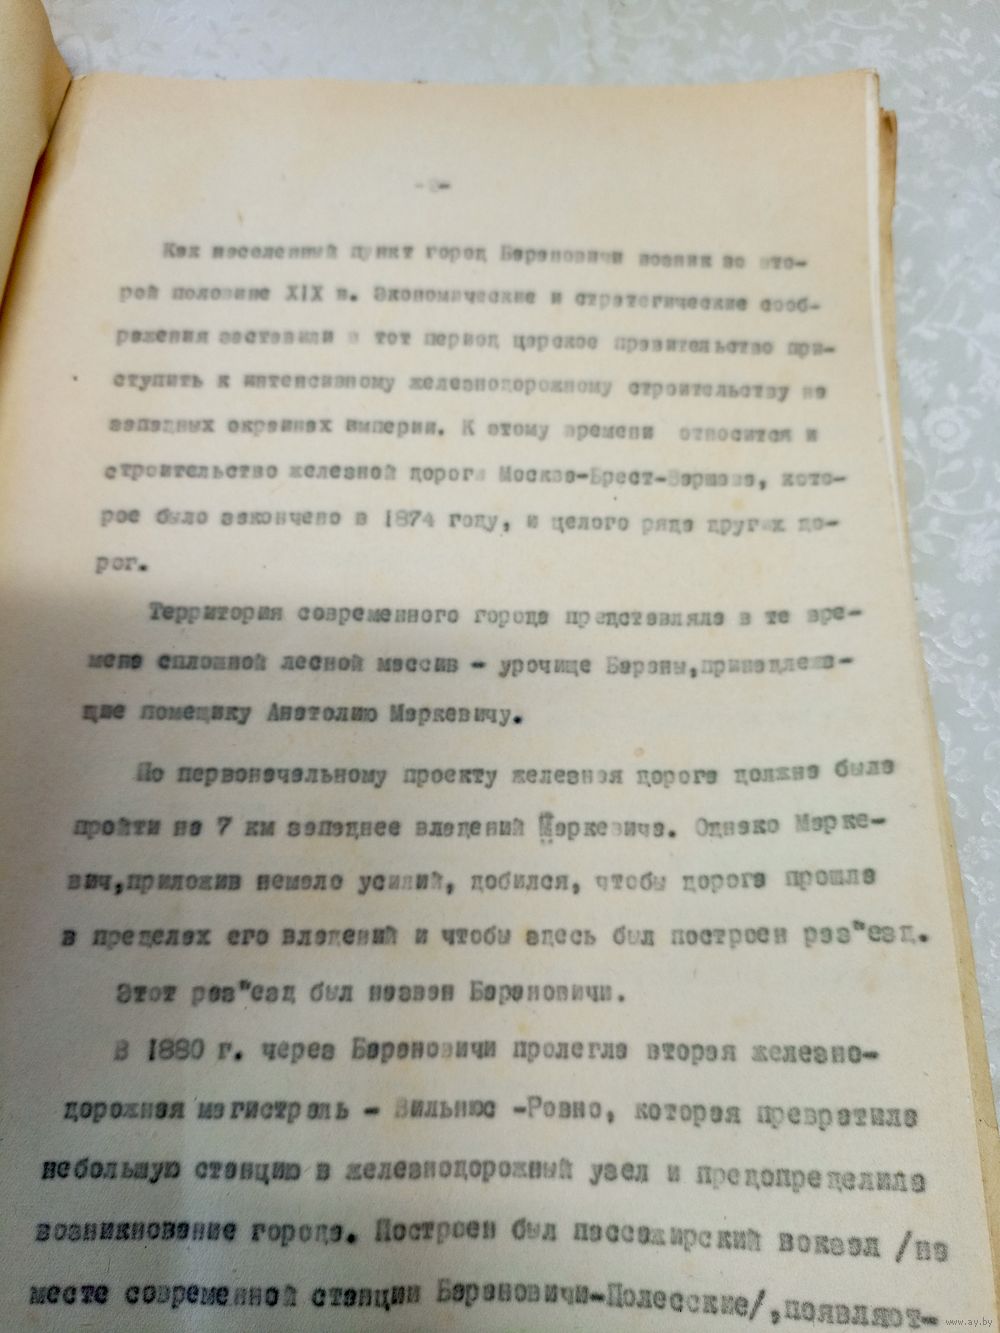 Как населенный пункт город Барановичи возник во вто-
рой половине XIX в. Экономические и стратегические сооб-
ражения заставили в тот период царское правительство при-
ступить к интенсивному железнодорожному строительству на
западных окраинах империи. К этому времени относится и
строительство железной дороги Москва-Брест-Варшава, кото-
рое было закончено в 1874 году, и целого ряда других до-
рог.
Территория современного города представляла в те вре-
мена сплошной лесной массив - урочище Бараны,принадлежа-
щие помещику Анатолию Маркевичу.
По первоначальному проекту железная дорога должна была
пройти на 7 км западнее владений Маркевича. Однако Марке-
вич,приложив немало усилий, добился, чтобы дорога прошла
в пределах его владений и чтобы здесь был построен раз"езд.
Этот раз"езд был назван Барановичи.
В 1880 г. через Барановичи пролегла вторая железно-
дорожная магистраль - Вильнюс -Ровно, которая превратила
небольшую станцию в железнодорожный узел и предопределила
возникновение города. Построен был пассажирский вокзал /на
месте современной станции Барановичи-Полесские/,появляют-
www.ay.by